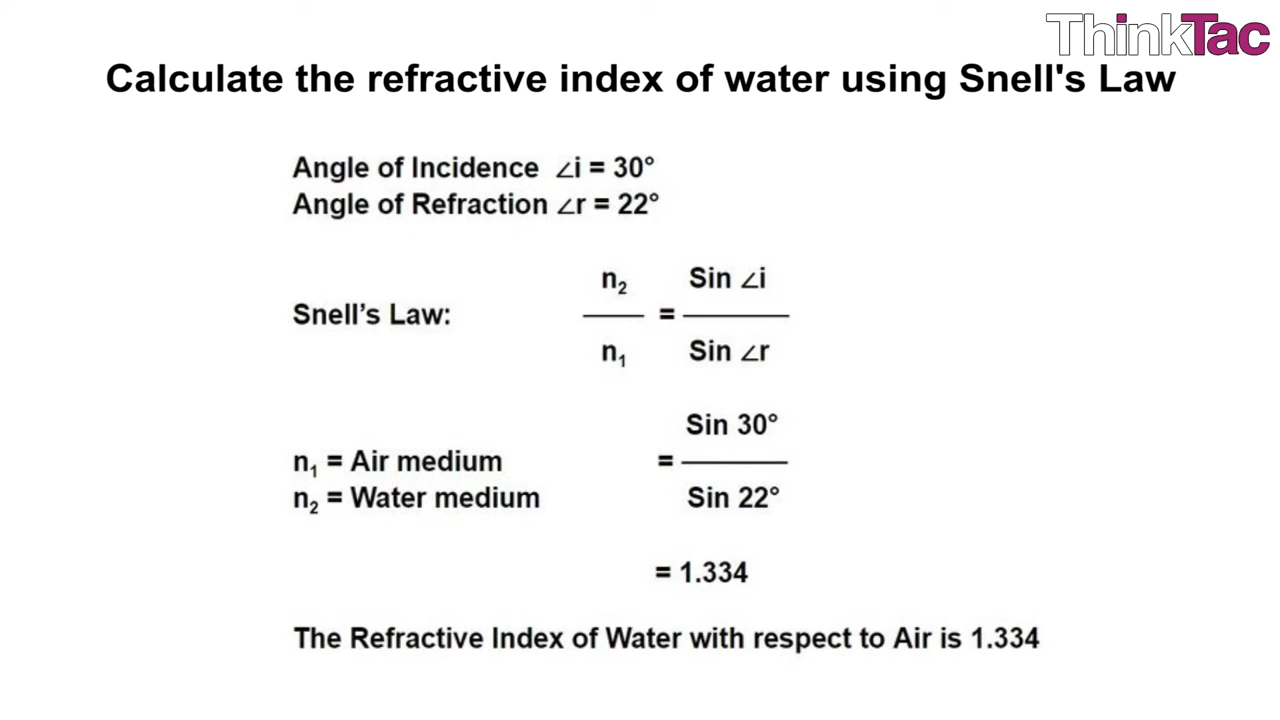 ThinkTac
Calculate the refractive index of water using Snell's Law
Angle of Incidence ∠i = 30°
Angle of Refraction ∠r = 22°
n₂ Sin ∠i
Snell’s Law: =
n₁ Sin ∠r
Sin 30°
n₁ = Air medium =
n₂ = Water medium Sin 22°
= 1.334
The Refractive Index of Water with respect to Air is 1.334